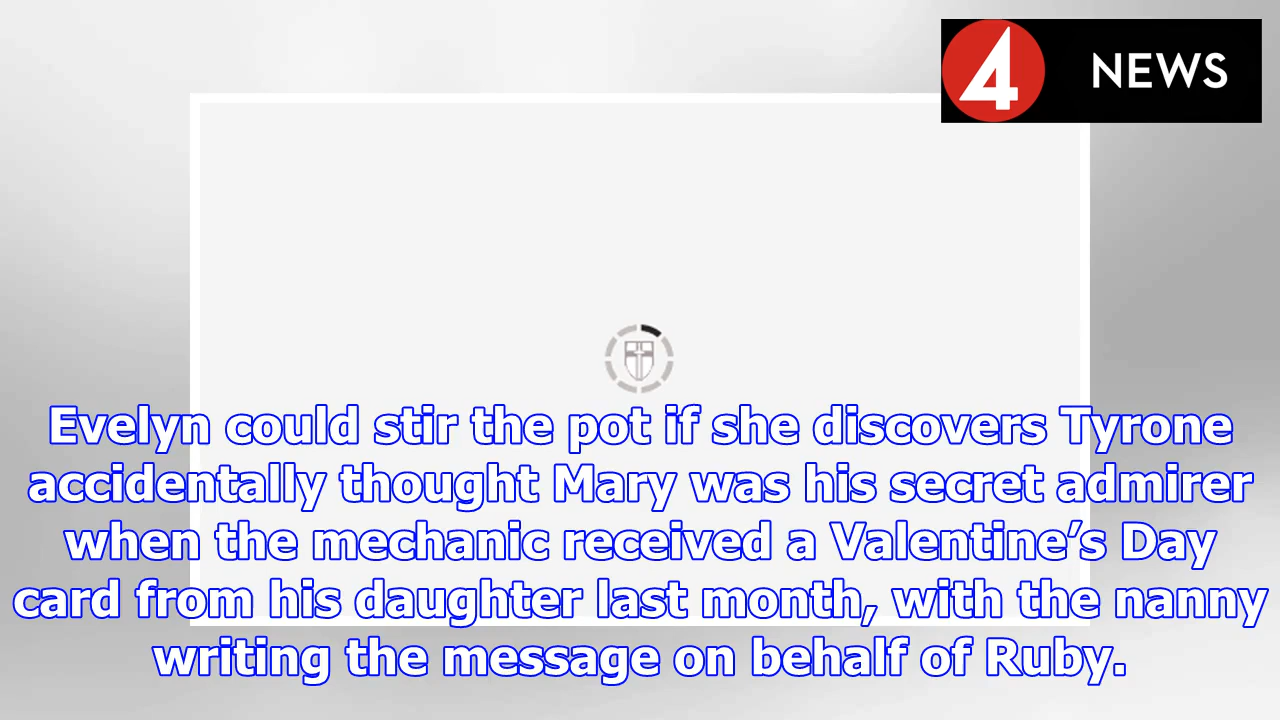 4 NEWS
Evelyn could stir the pot if she discovers Tyrone
accidentally thought Mary was his secret admirer
when the mechanic received a Valentine’s Day
card from his daughter last month, with the nanny
writing the message on behalf of Ruby.